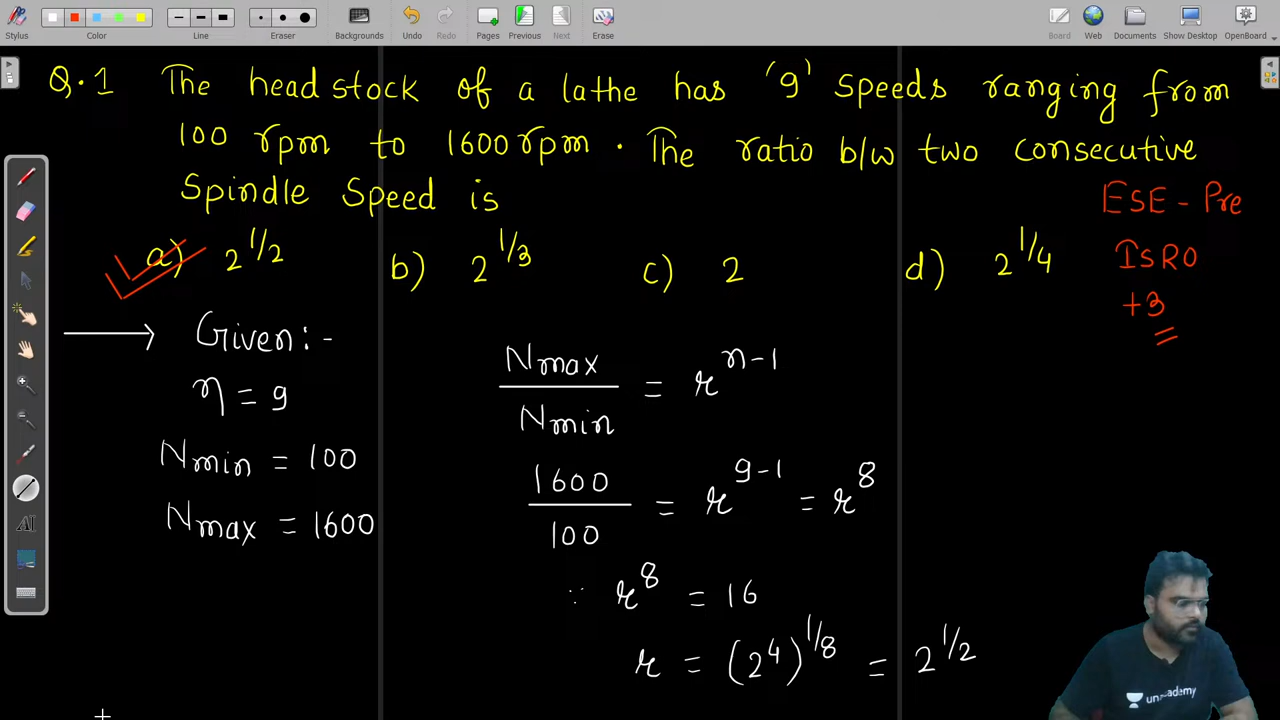 Stylus Color Line Eraser Backgrounds Undo Redo Pages Previous Next Erase Board Web Documents Show Desktop OpenBoard
Q.1 The head stock of a lathe has '9' speeds ranging from
100 rpm to 1600 rpm. The ratio b/w two consecutive
Spindle Speed is
ESE - Pre
ISRO
+3
a) 2^1/2 b) 2^1/3 c) 2 d) 2^1/4
Given:-
n = 9
Nmin = 100
Nmax = 1600
Nmax/Nmin = r^n-1
1600/100 = r^9-1 = r^8
∵ r^8 = 16
r = (2^4)^1/8 = 2^1/2
unacademy